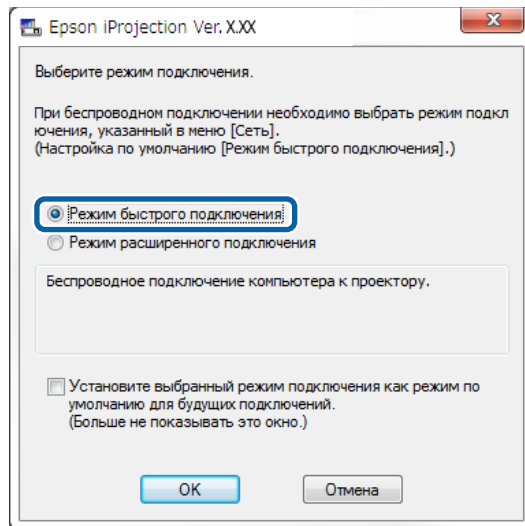 Epson iProjection Ver. X.XX
x
Выберите режим подключения.
При беспроводном подключении необходимо выбрать режим подкл
ючения, указанный в меню [Сеть].
(Настройка по умолчанию [Режим быстрого подключения].)
Режим быстрого подключения
Режим расширенного подключения
Беспроводное подключение компьютера к проектору.
Установите выбранный режим подключения как режим по
умолчанию для будущих подключений.
(Больше не показывать это окно.)
OK
Отмена